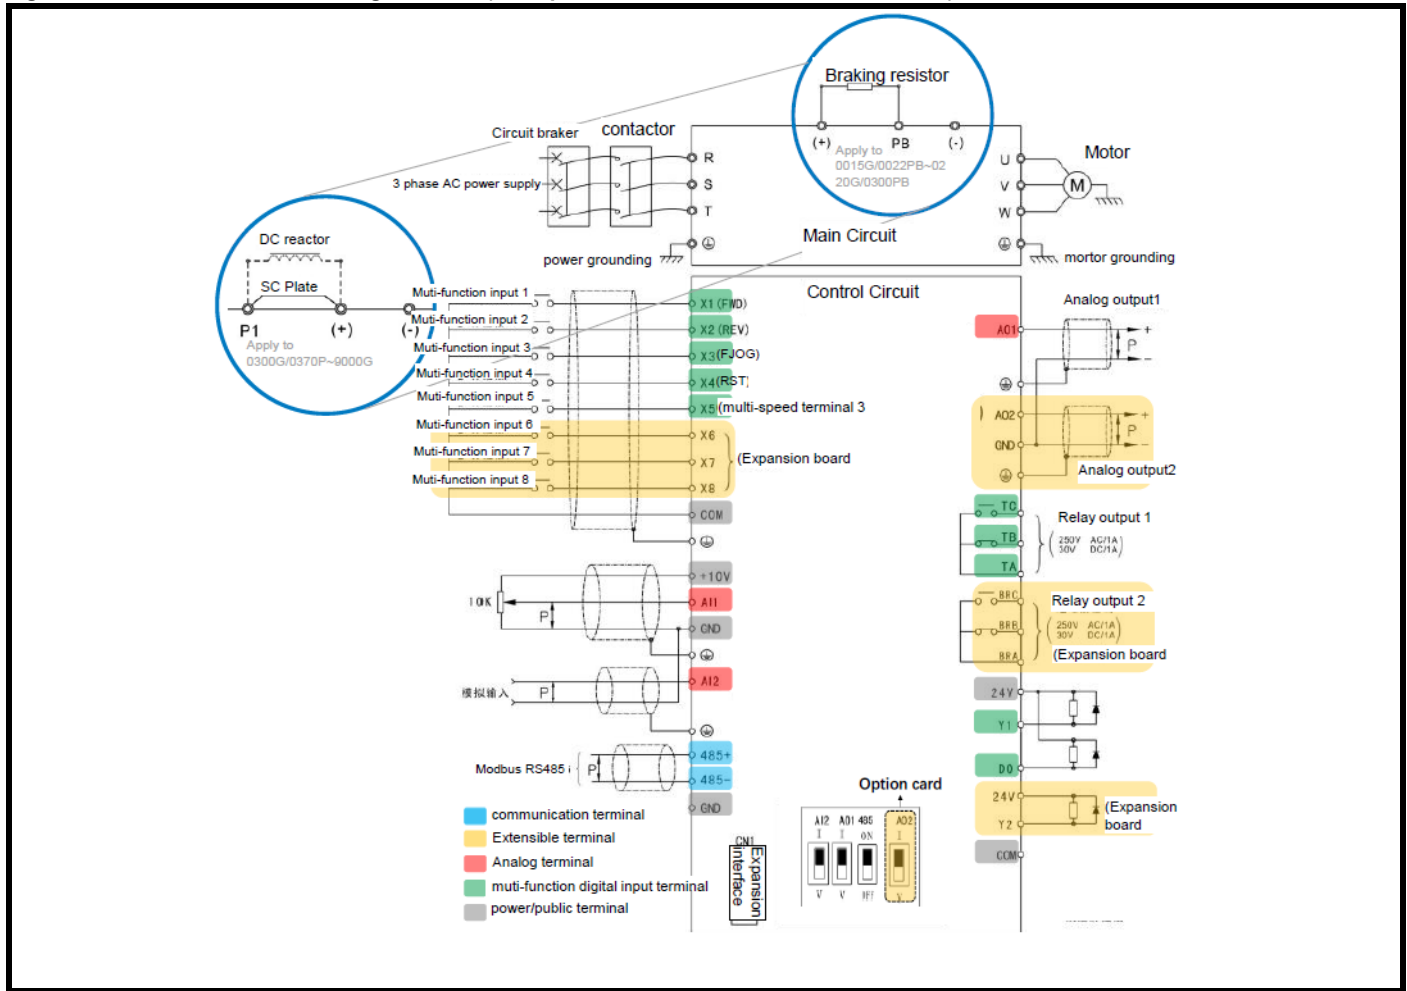 Braking resistor
(+)
PB
(-)
Apply to
0015G/0022PB~02
20G/0300PB
Circuit braker
contactor
3 phase AC power supply
R
S
T
power grounding
Main Circuit
U
V
W
Motor
M
mortor grounding
DC reactor
SC Plate
P1
(+)
(-)
Apply to
0300G/0370P~9000G
Control Circuit
Muti-function input 1
X1(FWD)
Muti-function input 2
X2(REV)
Muti-function input 3
X3(FJOG)
Muti-function input 4
X4(RST)
Muti-function input 5
X5(multi-speed terminal 3
Muti-function input 6
X6
Muti-function input 7
X7
(Expansion board
Muti-function input 8
X8
COM
+10V
10K
AI1
P
GND
AI2
模拟输入
P
485+
Modbus RS485
P
485-
GND
Analog output1
AO1
+
P
-
) AO2
+
P
GND
-
Analog output2
TC
Relay output 1
TB
250V AC/1A
30V DC/1A
TA
BRC
Relay output 2
BRB
250V AC/1A
30V DC/1A
BRA
(Expansion board
24V
Y1
DO
24V
(Expansion
board
Y2
COM
communication terminal
Extensible terminal
Analog terminal
muti-function digital input terminal
power/public terminal
CN1
Expansion
interface
Option card
AI2 AO1 485 AO2
I I ON I
V V OFF V